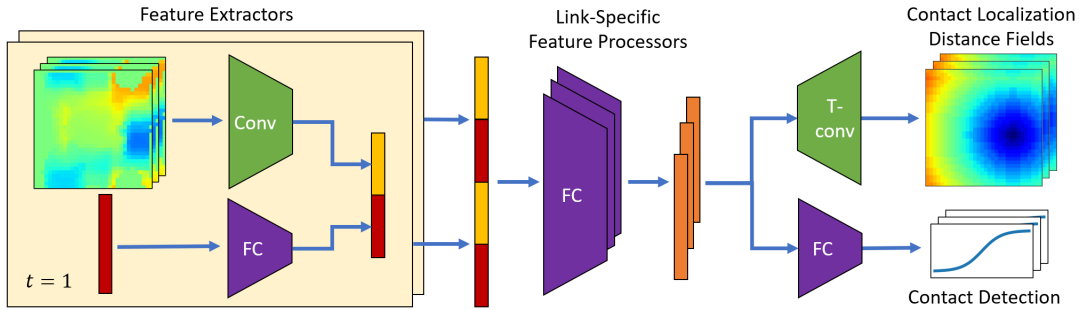 Feature Extractors
Conv
FC
t = 1
Link-Specific
Feature Processors
FC
Contact Localization
Distance Fields
T-
conv
FC
Contact Detection